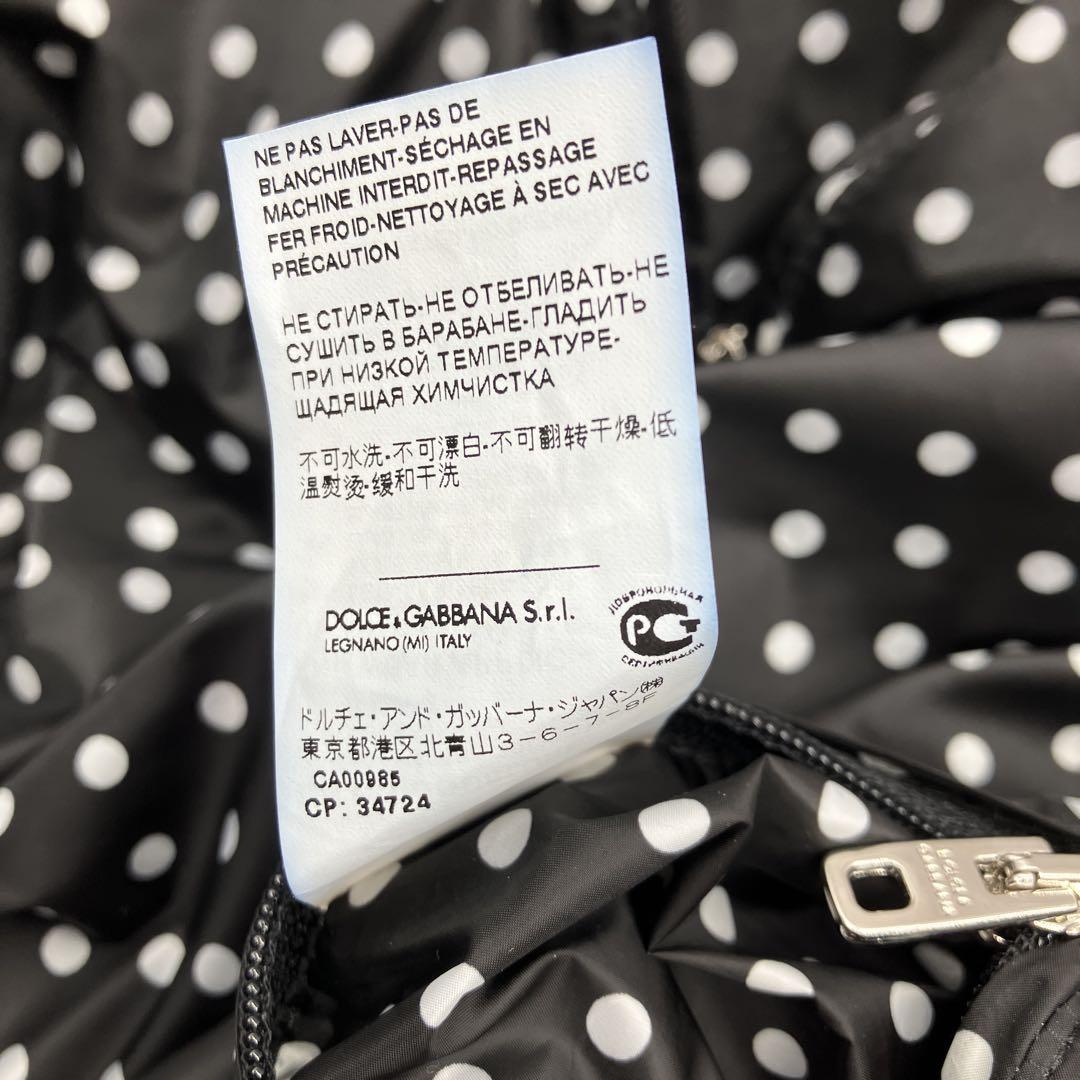 NE PAS LAVER-PAS DE
BLANCHIMENT-SÉCHAGE EN
MACHINE INTERDIT-REPASSAGE
FER FROID-NETTOYAGE À SEC AVEC
PRÉCAUTION
НЕ СТИРАТЬ-НЕ ОТБЕЛИВАТЬ-НЕ
СУШИТЬ В БАРАБАНЕ-ГЛАДИТЬ
ПРИ НИЗКОЙ ТЕМПЕРАТУРЕ-
ЩАДЯЩАЯ ХИМЧИСТКА
不可水洗-不可漂白-不可翻转干燥-低
温熨烫-缓和干洗
DOLCE & GABBANA S.r.l.
LEGNANO (MI) ITALY
ДОБРОВОЛЬНАЯ
РСТ
ドルチェ・アンド・ガッバーナ・ジャパン(株)
東京都港区北青山3-6-7-8F
CA00985
CP: 34724